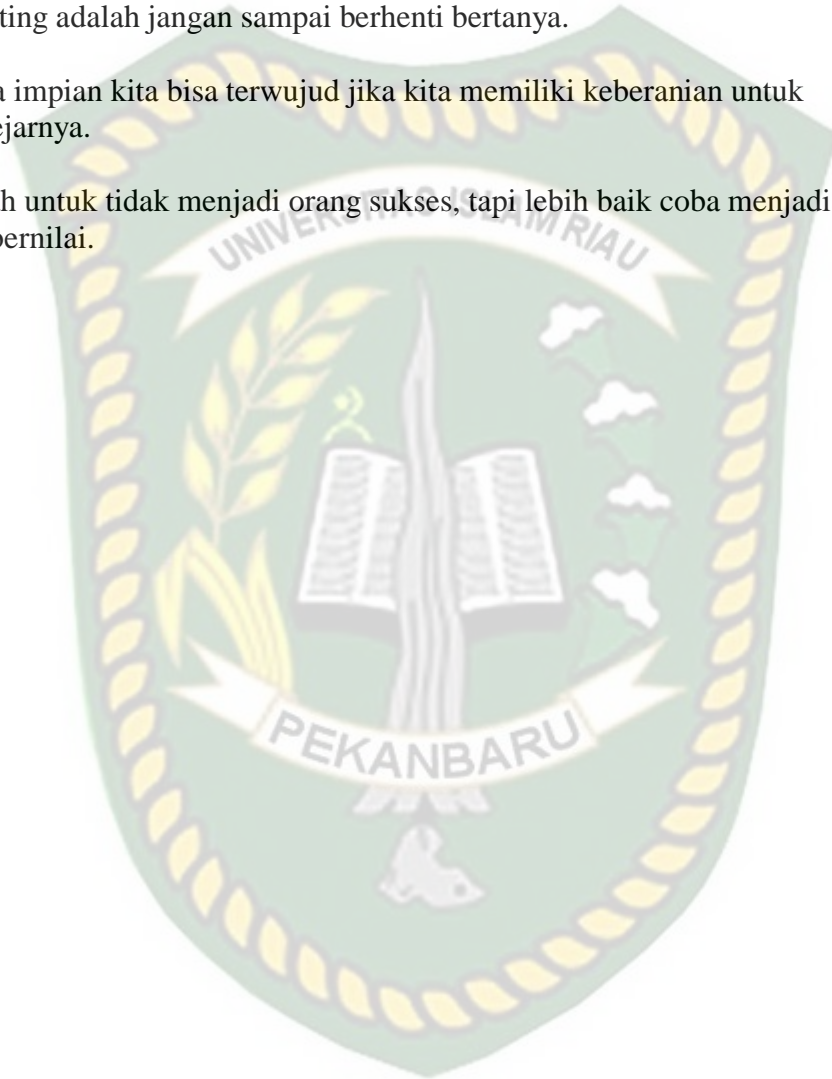 ting adalah jangan sampai berhenti bertanya.
a impian kita bisa terwujud jika kita memiliki keberanian untuk
ejarnya.
h untuk tidak menjadi orang sukses, tapi lebih baik coba menjadi
bernilai.
UNIVERSITAS ISLAM RIAU
PEKANBARU